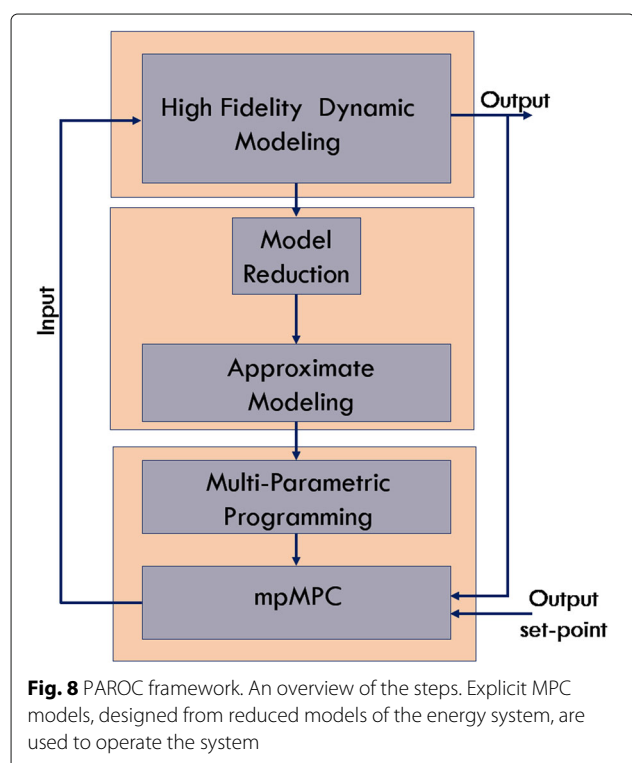 High Fidelity Dynamic
Modeling
Output
Model
Reduction
Input
Approximate
Modeling
Multi-Parametric
Programming
mpMPC
Output
set-point
Fig. 8 PAROC framework. An overview of the steps. Explicit MPC
models, designed from reduced models of the energy system, are
used to operate the system